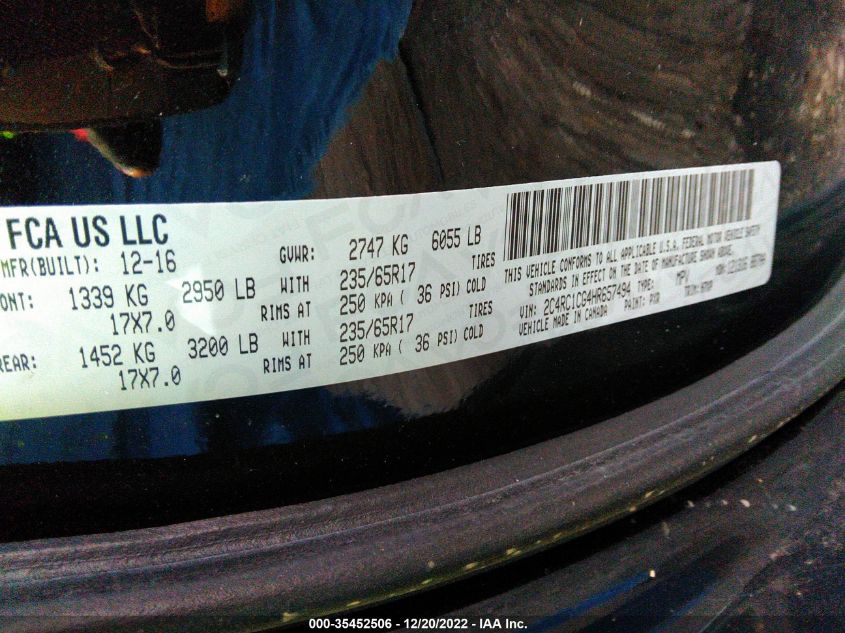 FCA US LLC
MFR(BUILT): 12-16 GVWR: 2747 KG 6055 LB
ONT: 1339 KG 2950 LB WITH 235/65R17 TIRES
17X7.0 RIMS AT 250 KPA ( 36 PSI) COLD
REAR: 1452 KG 3200 LB WITH 235/65R17 TIRES
17X7.0 RIMS AT 250 KPA ( 36 PSI) COLD
THIS VEHICLE CONFORMS TO ALL APPLICABLE U.S.A. FEDERAL MOTOR VEHICLE SAFETY
STANDARDS IN EFFECT ON THE DATE OF MANUFACTURE SHOWN ABOVE.
VIN: 2C4RC1CG4HR657494 TYPE: MPV
VEHICLE MADE IN CANADA PAINT: PXR TRIM:
000-35452506 - 12/20/2022 - IAA Inc.